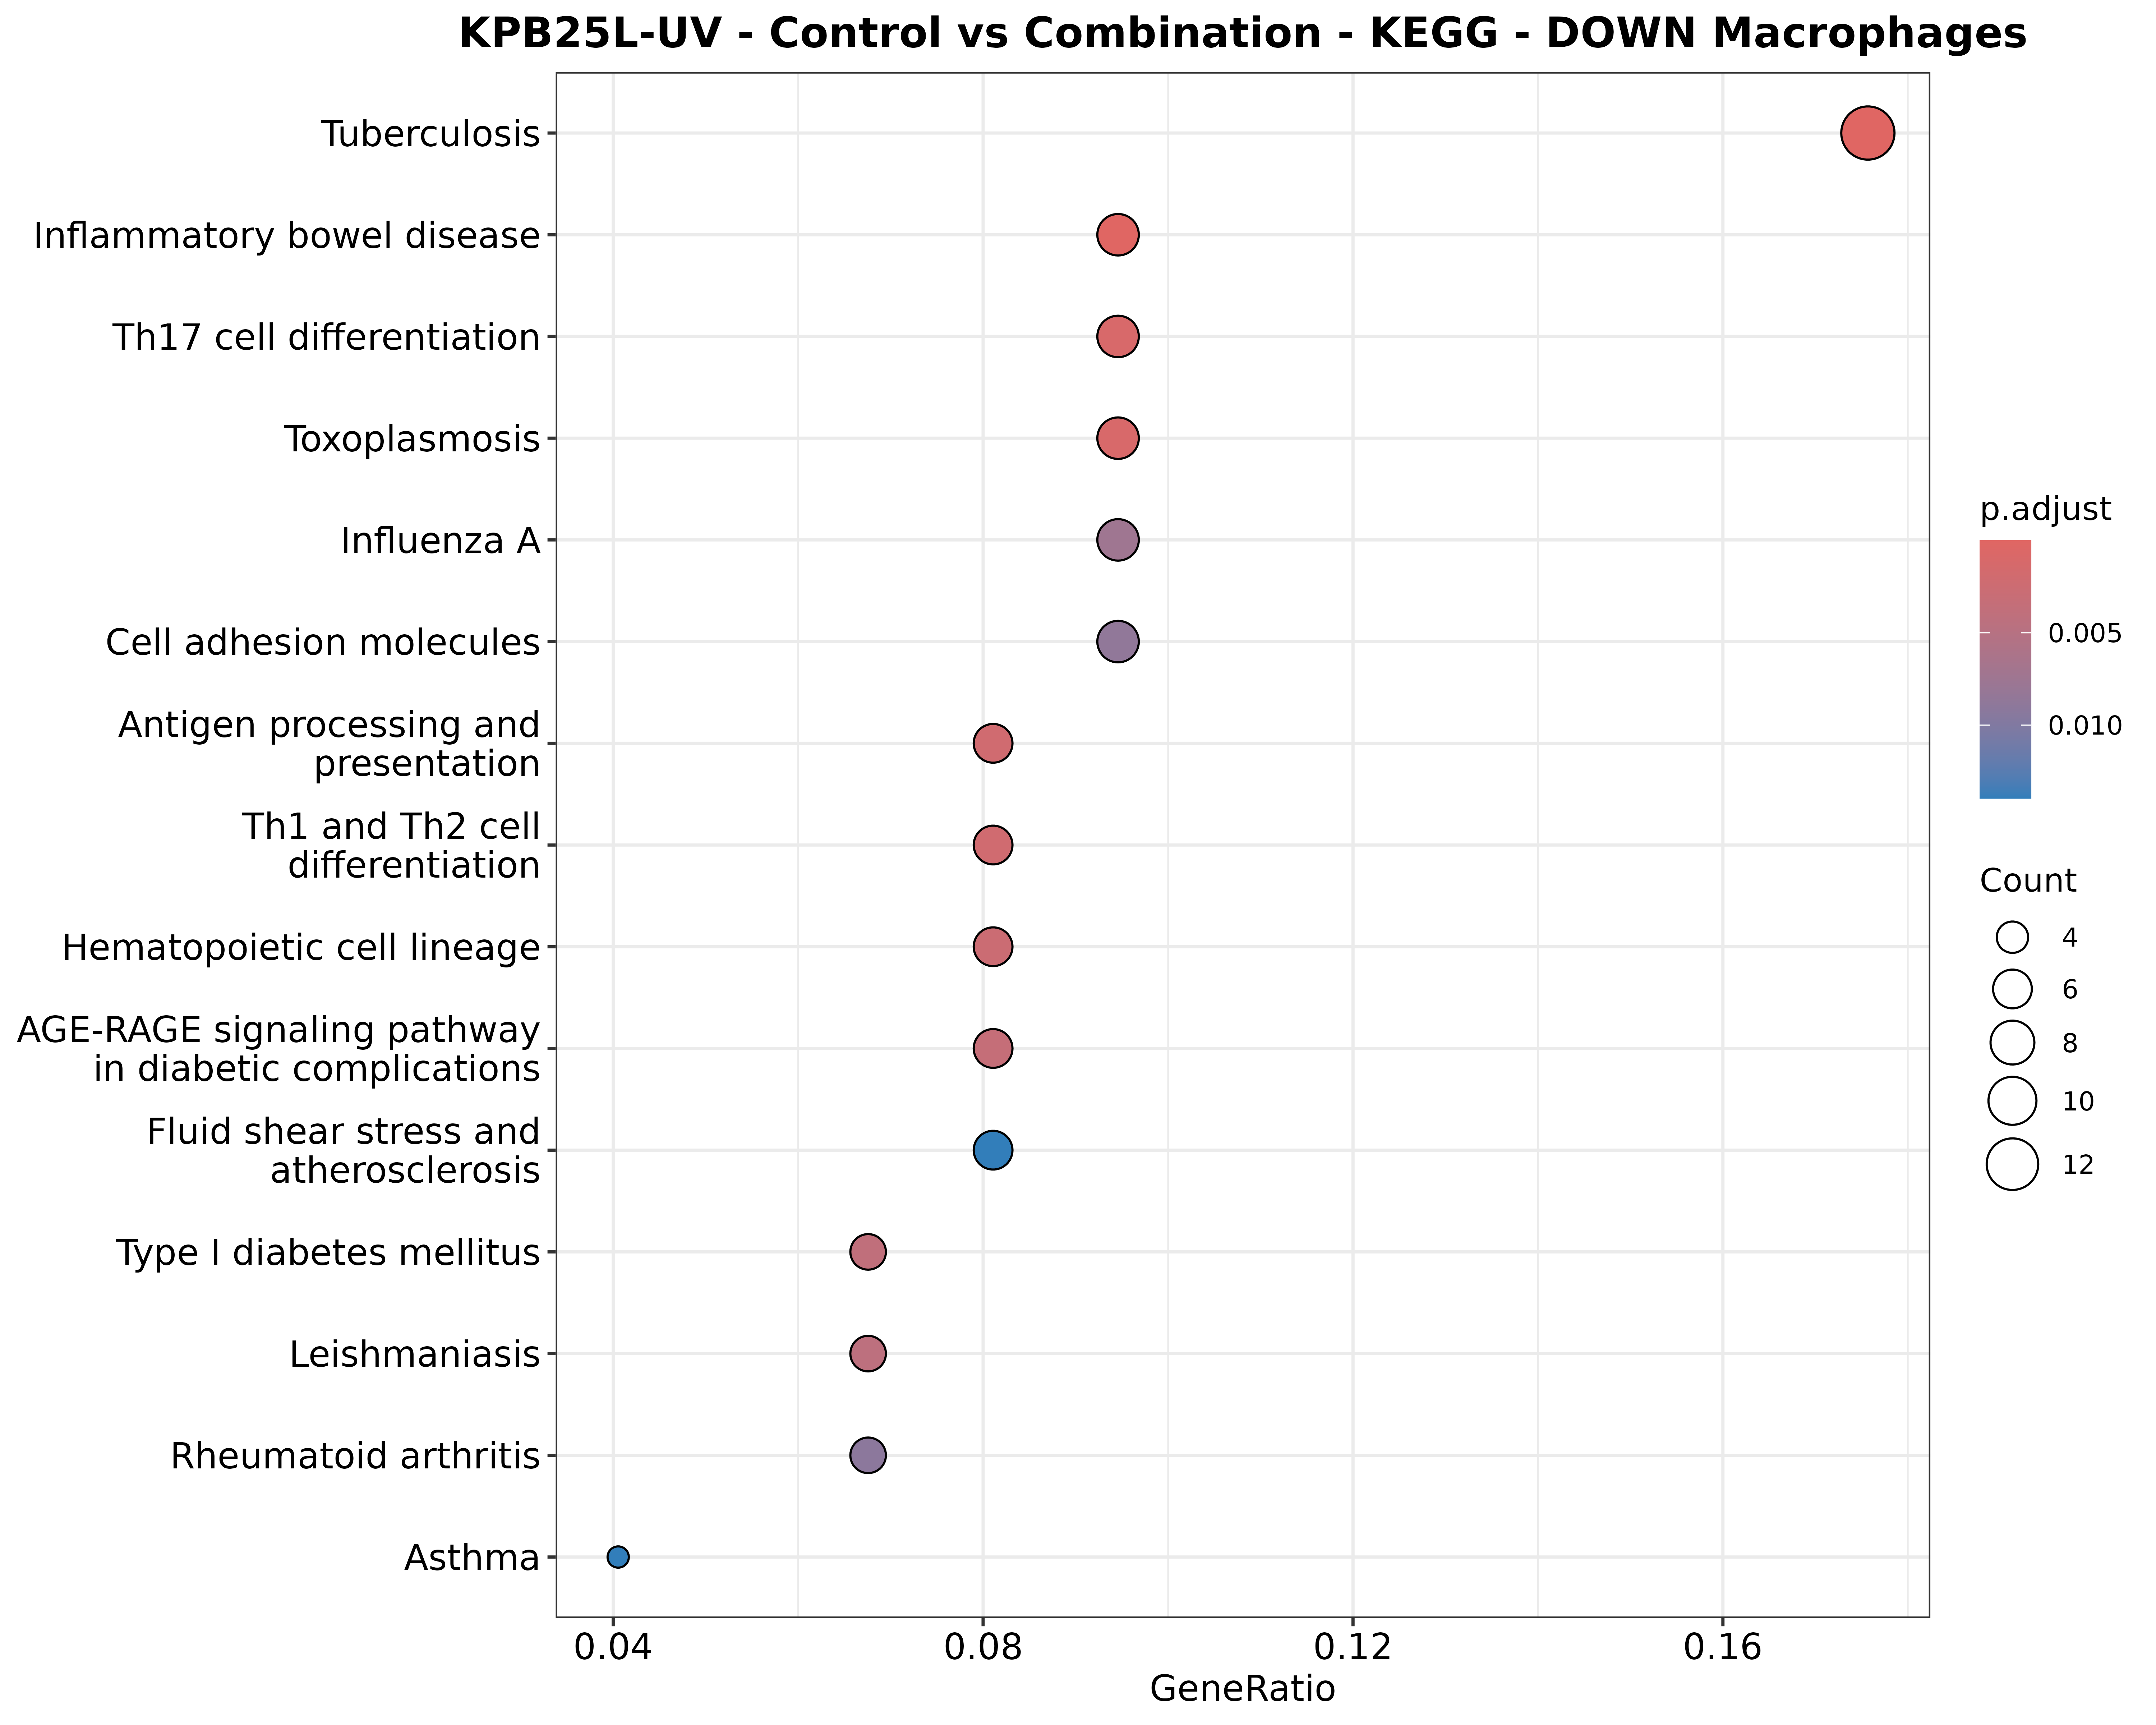 KPB25L-UV - Control vs Combination - KEGG - DOWN Macrophages
Tuberculosis
Inflammatory bowel disease
Th17 cell differentiation
Toxoplasmosis
Influenza A
Cell adhesion molecules
Antigen processing and
presentation
Th1 and Th2 cell
differentiation
Hematopoietic cell lineage
AGE-RAGE signaling pathway
in diabetic complications
Fluid shear stress and
atherosclerosis
Type I diabetes mellitus
Leishmaniasis
Rheumatoid arthritis
Asthma
0.04 0.08 0.12 0.16
GeneRatio
p.adjust
0.005
0.010
Count
4
6
8
10
12